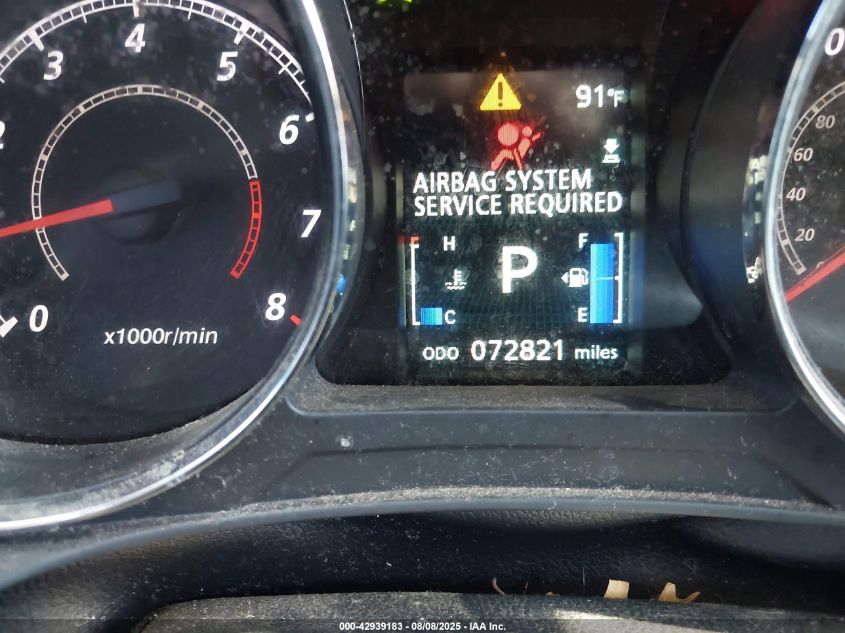 4
3
5
2
6
7
0
8
x1000r/min
91°F
AIRBAG SYSTEM
SERVICE REQUIRED
H
F
P
C
E
ODO 072821 miles
0
80
60
40
20
000-42939183 - 08/08/2025 - IAA Inc.